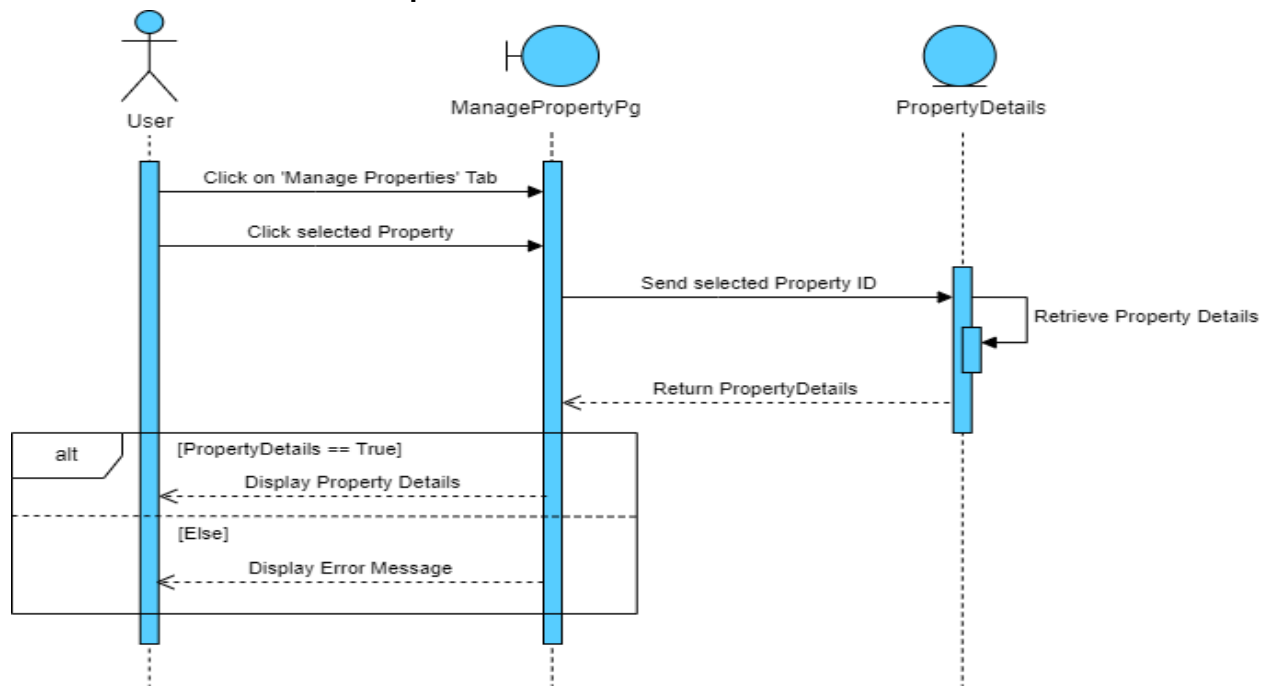 User
ManagePropertyPg
PropertyDetails
Click on 'Manage Properties' Tab
Click selected Property
Send selected Property ID
Retrieve Property Details
Return PropertyDetails
alt
[PropertyDetails == True]
Display Property Details
[Else]
Display Error Message